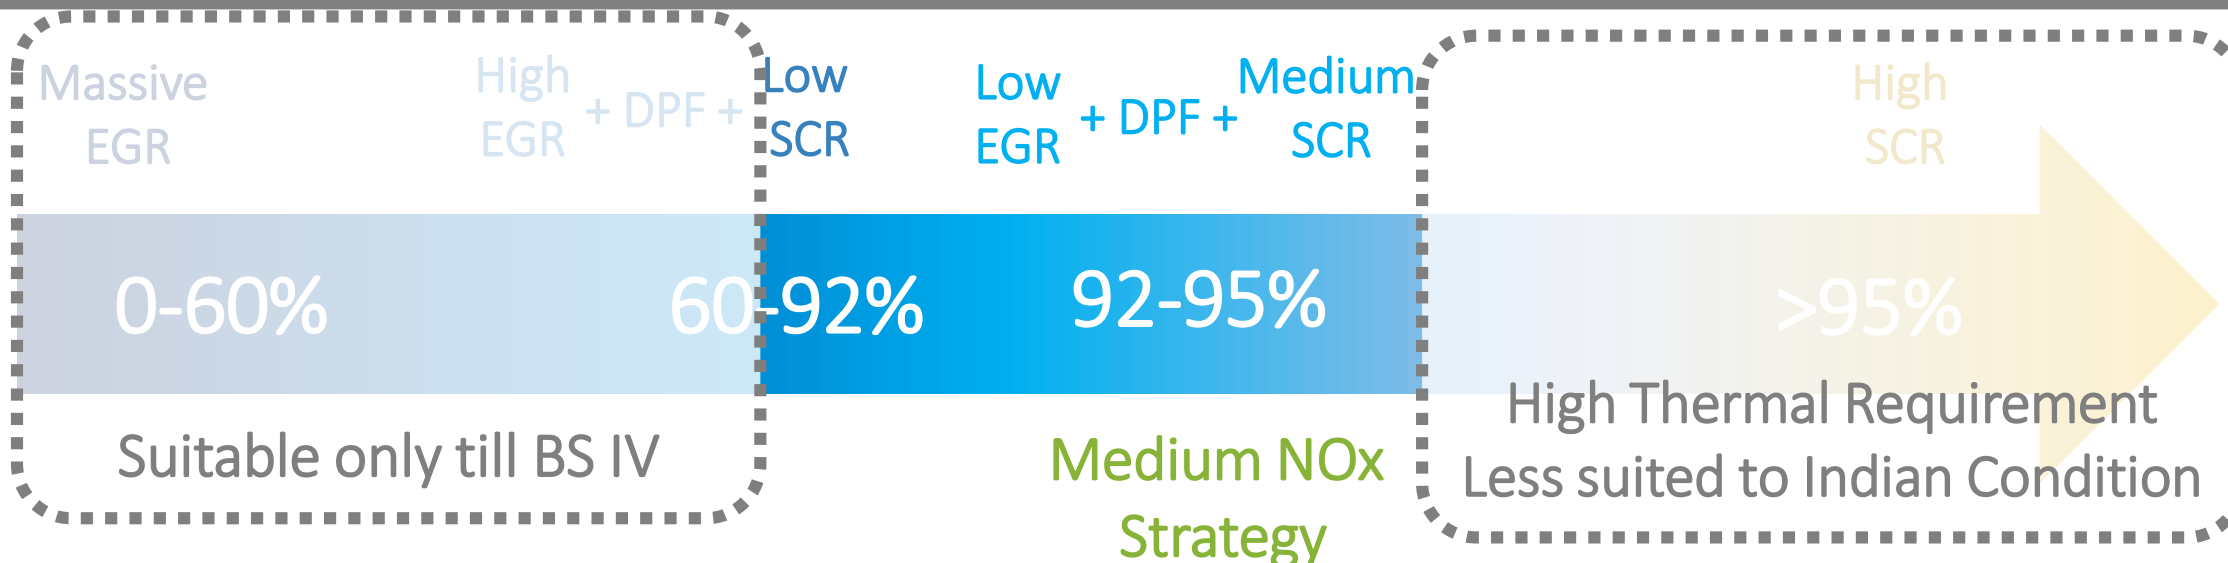 Massive
EGR
High
EGR
+ DPF +
Low
SCR
Low
EGR
+ DPF +
Medium
SCR
High
SCR
0-60%
60-92%
92-95%
>95%
Suitable only till BS IV
Medium NOx
Strategy
High Thermal Requirement
Less suited to Indian Condition